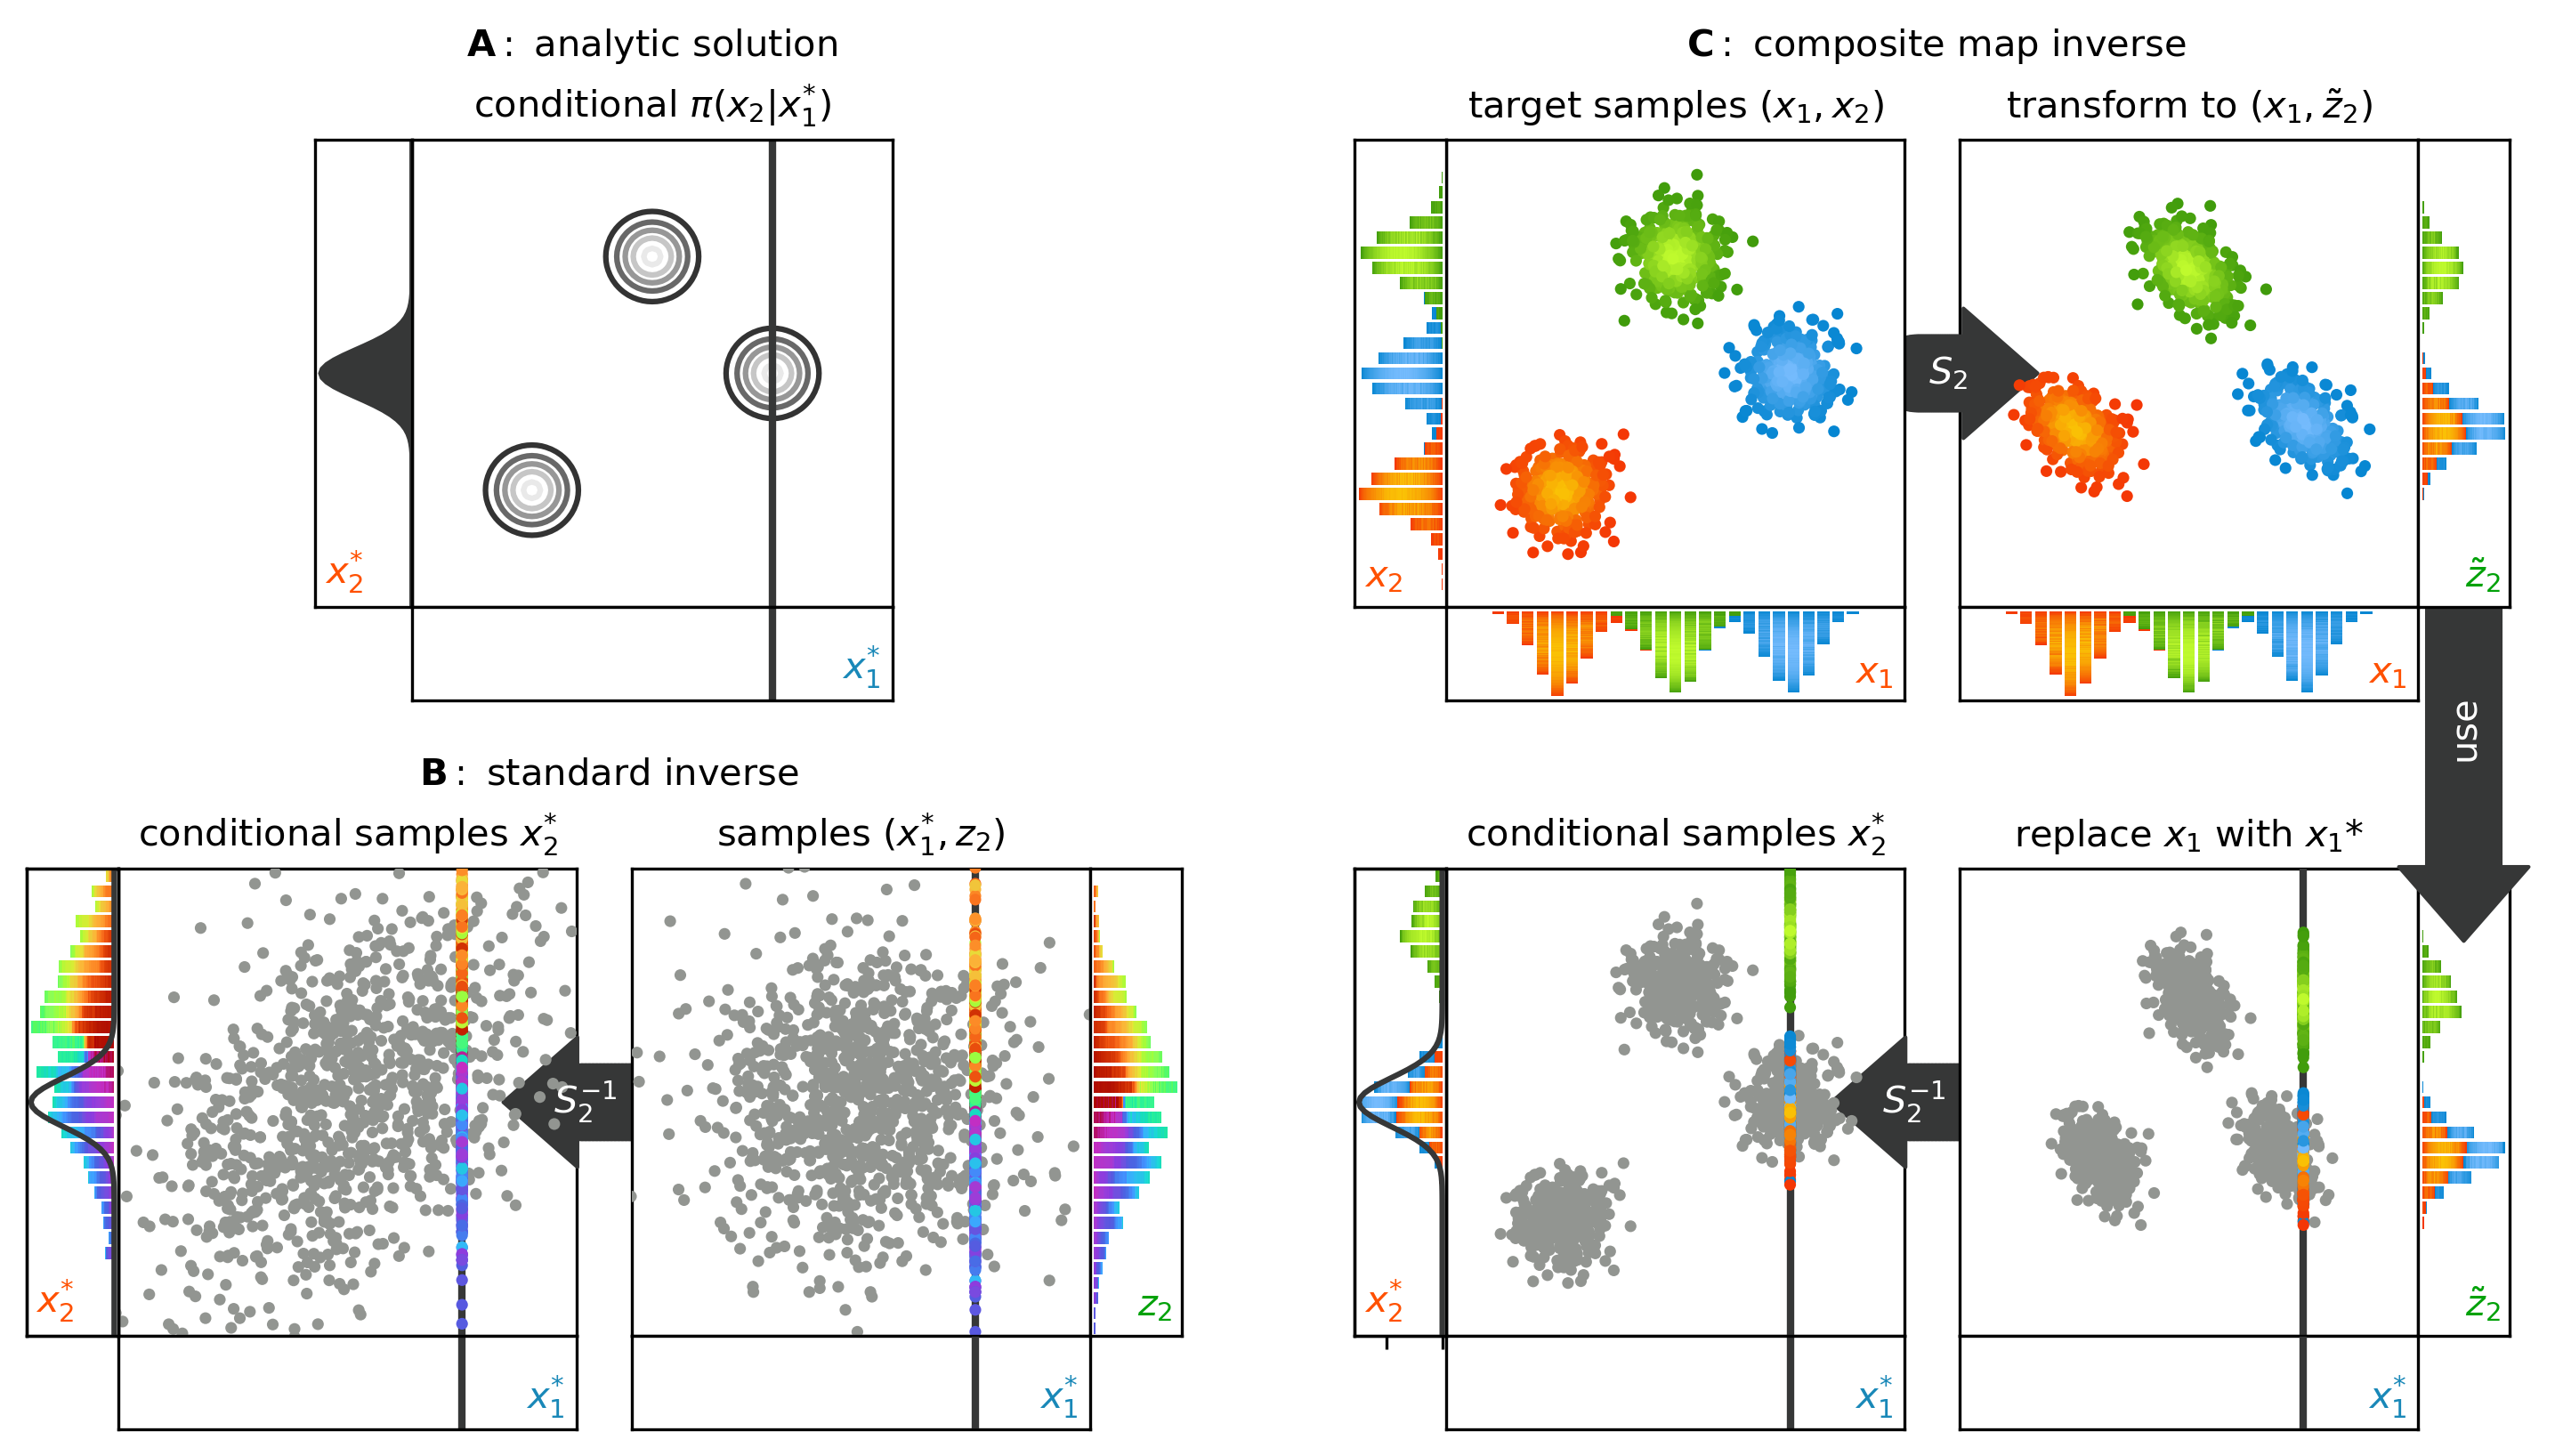 A: analytic solution
conditional π(x₂|x₁*)
x₂*
x₁*
B: standard inverse
conditional samples x₂*
samples (x₁*, z₂)
x₂*
S₂⁻¹
z₂
x₁*
x₁*
C: composite map inverse
target samples (x₁, x₂)
transform to (x₁, z̃₂)
S₂
x₂
z̃₂
x₁
x₁
use
conditional samples x₂*
replace x₁ with x₁*
S₂⁻¹
x₂*
z̃₂
x₁*
x₁*